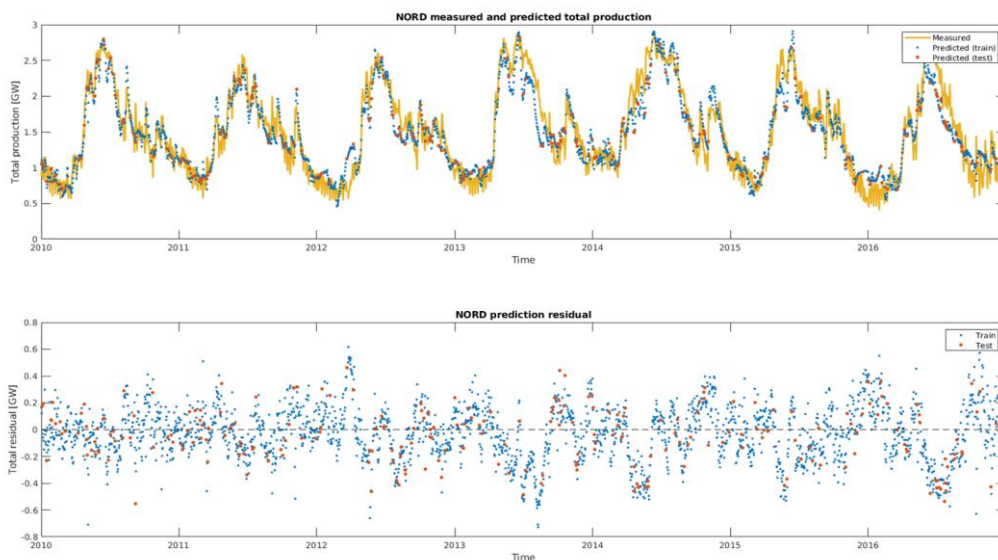 NORD measured and predicted total production
Measured
Predicted (train)
Predicted (test)
Total production [GW]
3
2.5
2
1.5
1
0.5
0
2010 2011 2012 2013 2014 2015 2016
Time
NORD prediction residual
Train
Test
Total residual [GW]
0.8
0.6
0.4
0.2
0
-0.2
-0.4
-0.6
-0.8
2010 2011 2012 2013 2014 2015 2016
Time